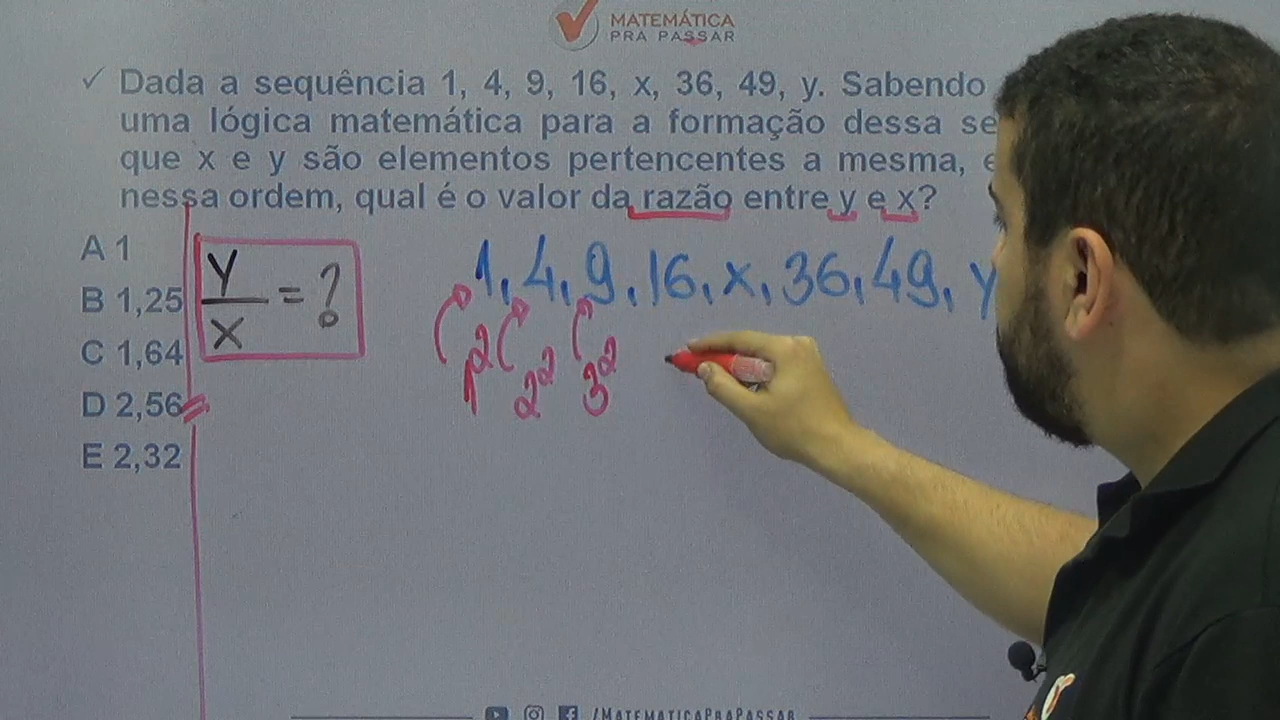 MATEMÁTICA
PRA PASSAR
✓ Dada a sequência 1, 4, 9, 16, x, 36, 49, y. Sabendo
uma lógica matemática para a formação dessa se
que x e y são elementos pertencentes a mesma, e
nessa ordem, qual é o valor da razão entre y e x?
A 1
B 1,25
C 1,64
D 2,56
E 2,32
y/x = ?
1, 4, 9, 16, x, 36, 49, y
1² 2² 3²
/MATEMATICAPRAPASSAR